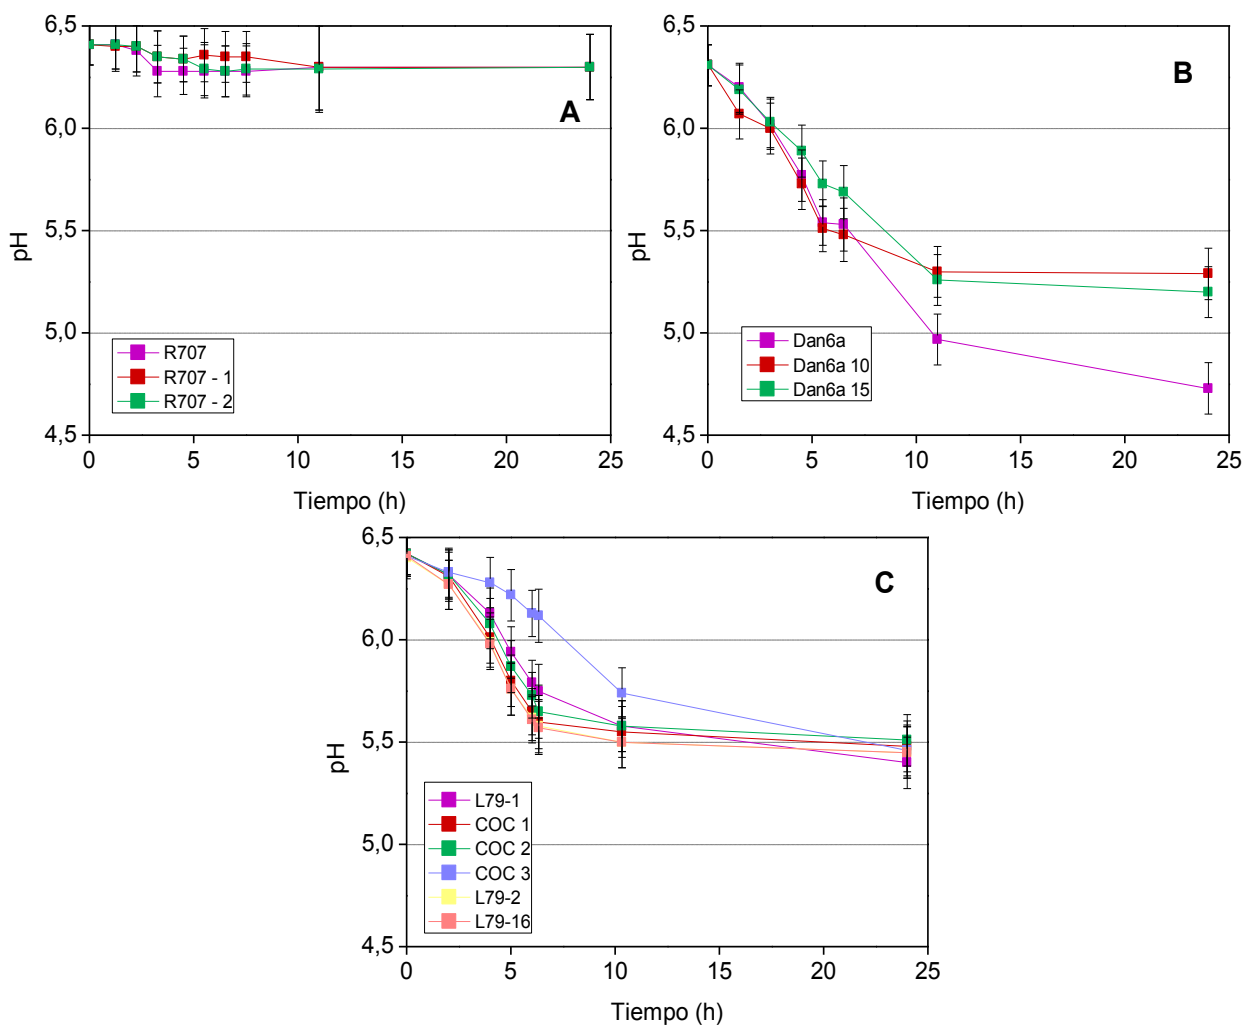 6,5
6,0
5,5
5,0
4,5
pH
A
R707
R707 - 1
R707 - 2
0 5 10 15 20 25
Tiempo (h)
6,5
6,0
5,5
5,0
4,5
pH
B
Dan6a
Dan6a 10
Dan6a 15
0 5 10 15 20 25
Tiempo (h)
6,5
6,0
5,5
5,0
4,5
pH
C
L79-1
COC 1
COC 2
COC 3
L79-2
L79-16
0 5 10 15 20 25
Tiempo (h)